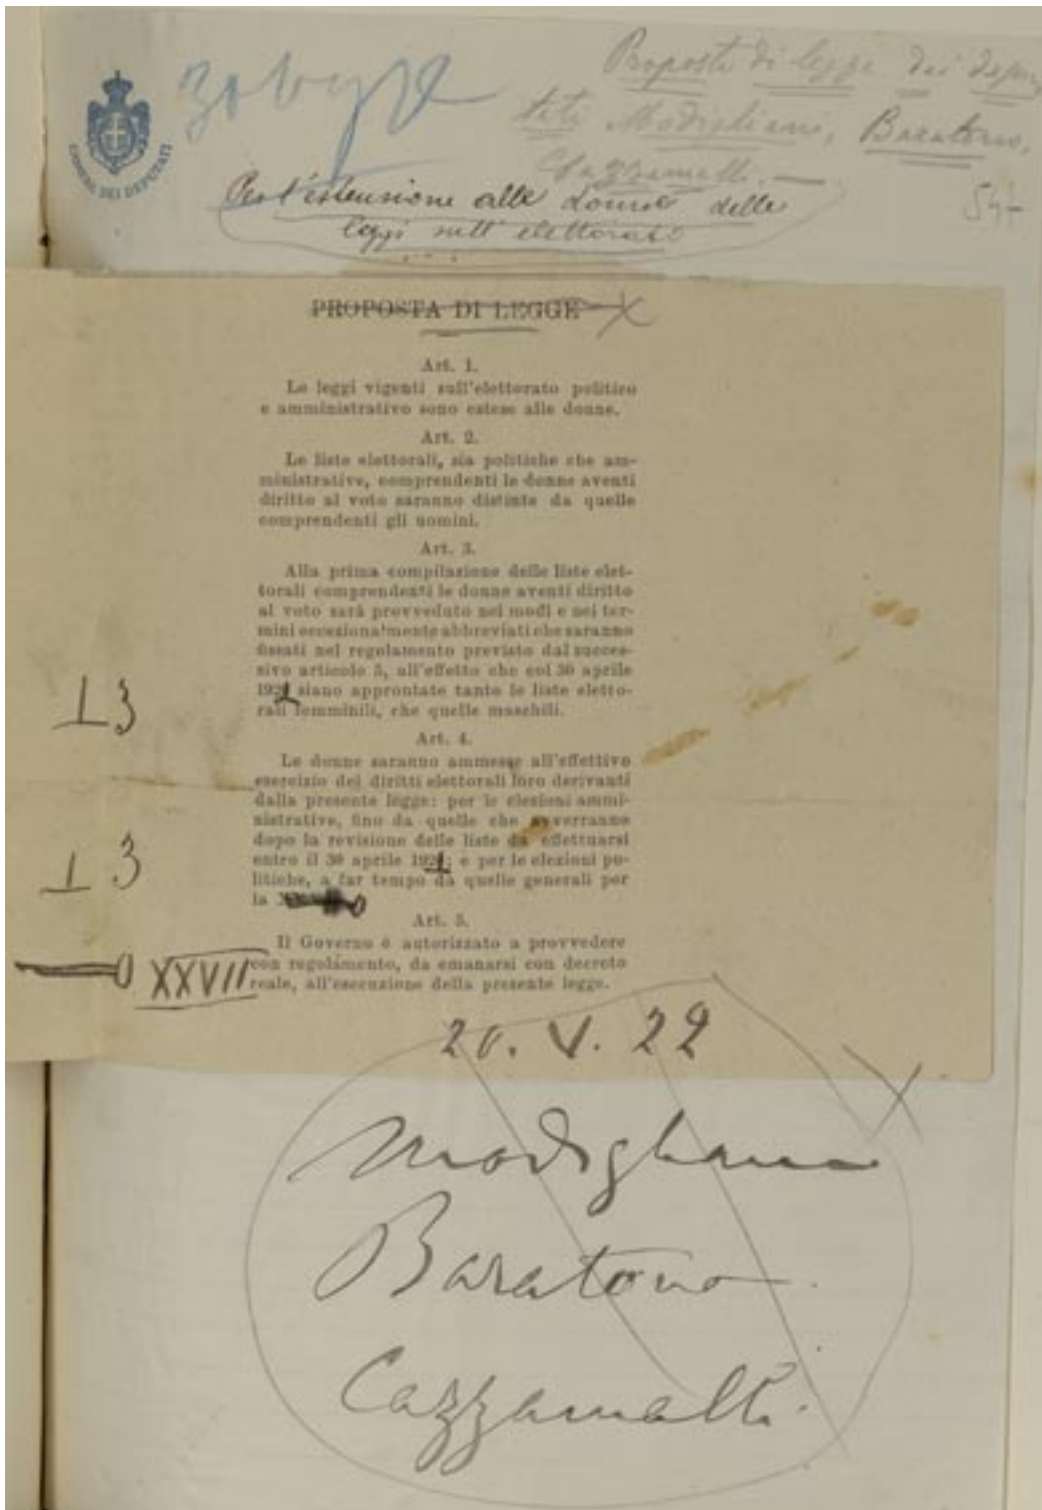 Proposta di legge dei depu
tati Modigliani, Baratono,
Cazzamalli. —
CAMERA DEI DEPUTATI
Per l'estensione alle donne delle
leggi sull'elettorato
PROPOSTA DI LEGGE
Art. 1.
Le leggi vigenti sull'elettorato politico
e amministrativo sono estese alle donne.
Art. 2.
Le liste elettorali, sia politiche che am-
ministrative, comprendenti le donne aventi
diritto al voto saranno distinte da quelle
comprendenti gli uomini.
Art. 3.
Alla prima compilazione delle liste elet-
torali comprendenti le donne aventi diritto
al voto sarà provveduto nei modi e nei ter-
mini eccezionalmente abbreviati che saranno
fissati nel regolamento previsto dal succes-
sivo articolo 5, all'effetto che col 30 aprile
192 siano approntate tanto le liste eletto-
rali femminili, che quelle maschili.
13
Art. 4.
Le donne saranno ammesse all'effettivo
esercizio dei diritti elettorali loro derivanti
dalla presente legge: per le elezioni ammi-
nistrative, fino da quelle che avverranno
dopo la revisione delle liste da effettuarsi
entro il 30 aprile 192; e per le elezioni po-
litiche, a far tempo da quelle generali per
la
13
Art. 5.
Il Governo è autorizzato a provvedere
con regolamento, da emanarsi con decreto
reale, all'esecuzione della presente legge.
XXVII
20. V. 22
Modigliani
Baratono
Cazzamalli